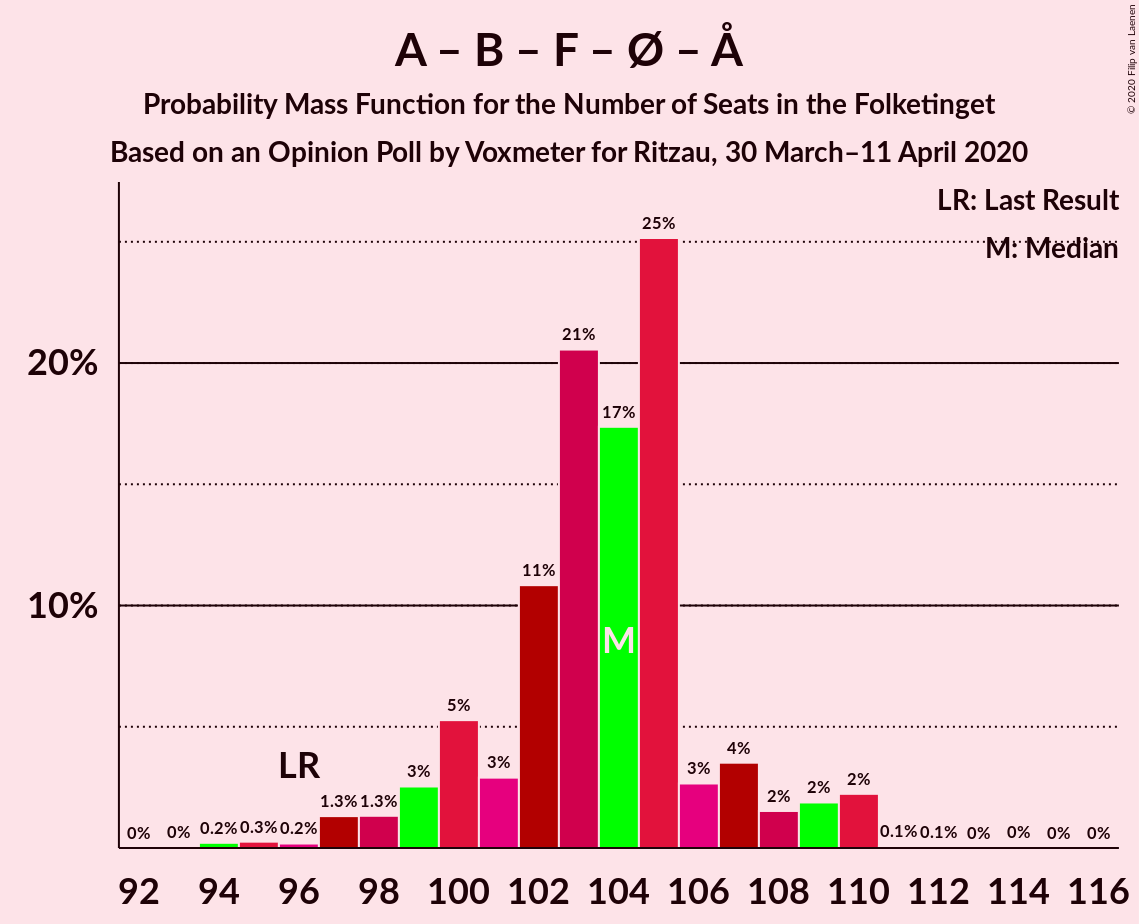 A – B – F – Ø – Å
Probability Mass Function for the Number of Seats in the Folketinget
Based on an Opinion Poll by Voxmeter for Ritzau, 30 March–11 April 2020
© 2020 Filip van Laenen
LR: Last Result
M: Median
25%
21%
20%
17%
11%
10%
M
5%
LR
3%
3%
3%
4%
2%
2%
2%
0% 0% 0.2% 0.3% 0.2% 1.3% 1.3% 0.1% 0.1% 0% 0% 0% 0%
92 94 96 98 100 102 104 106 108 110 112 114 116